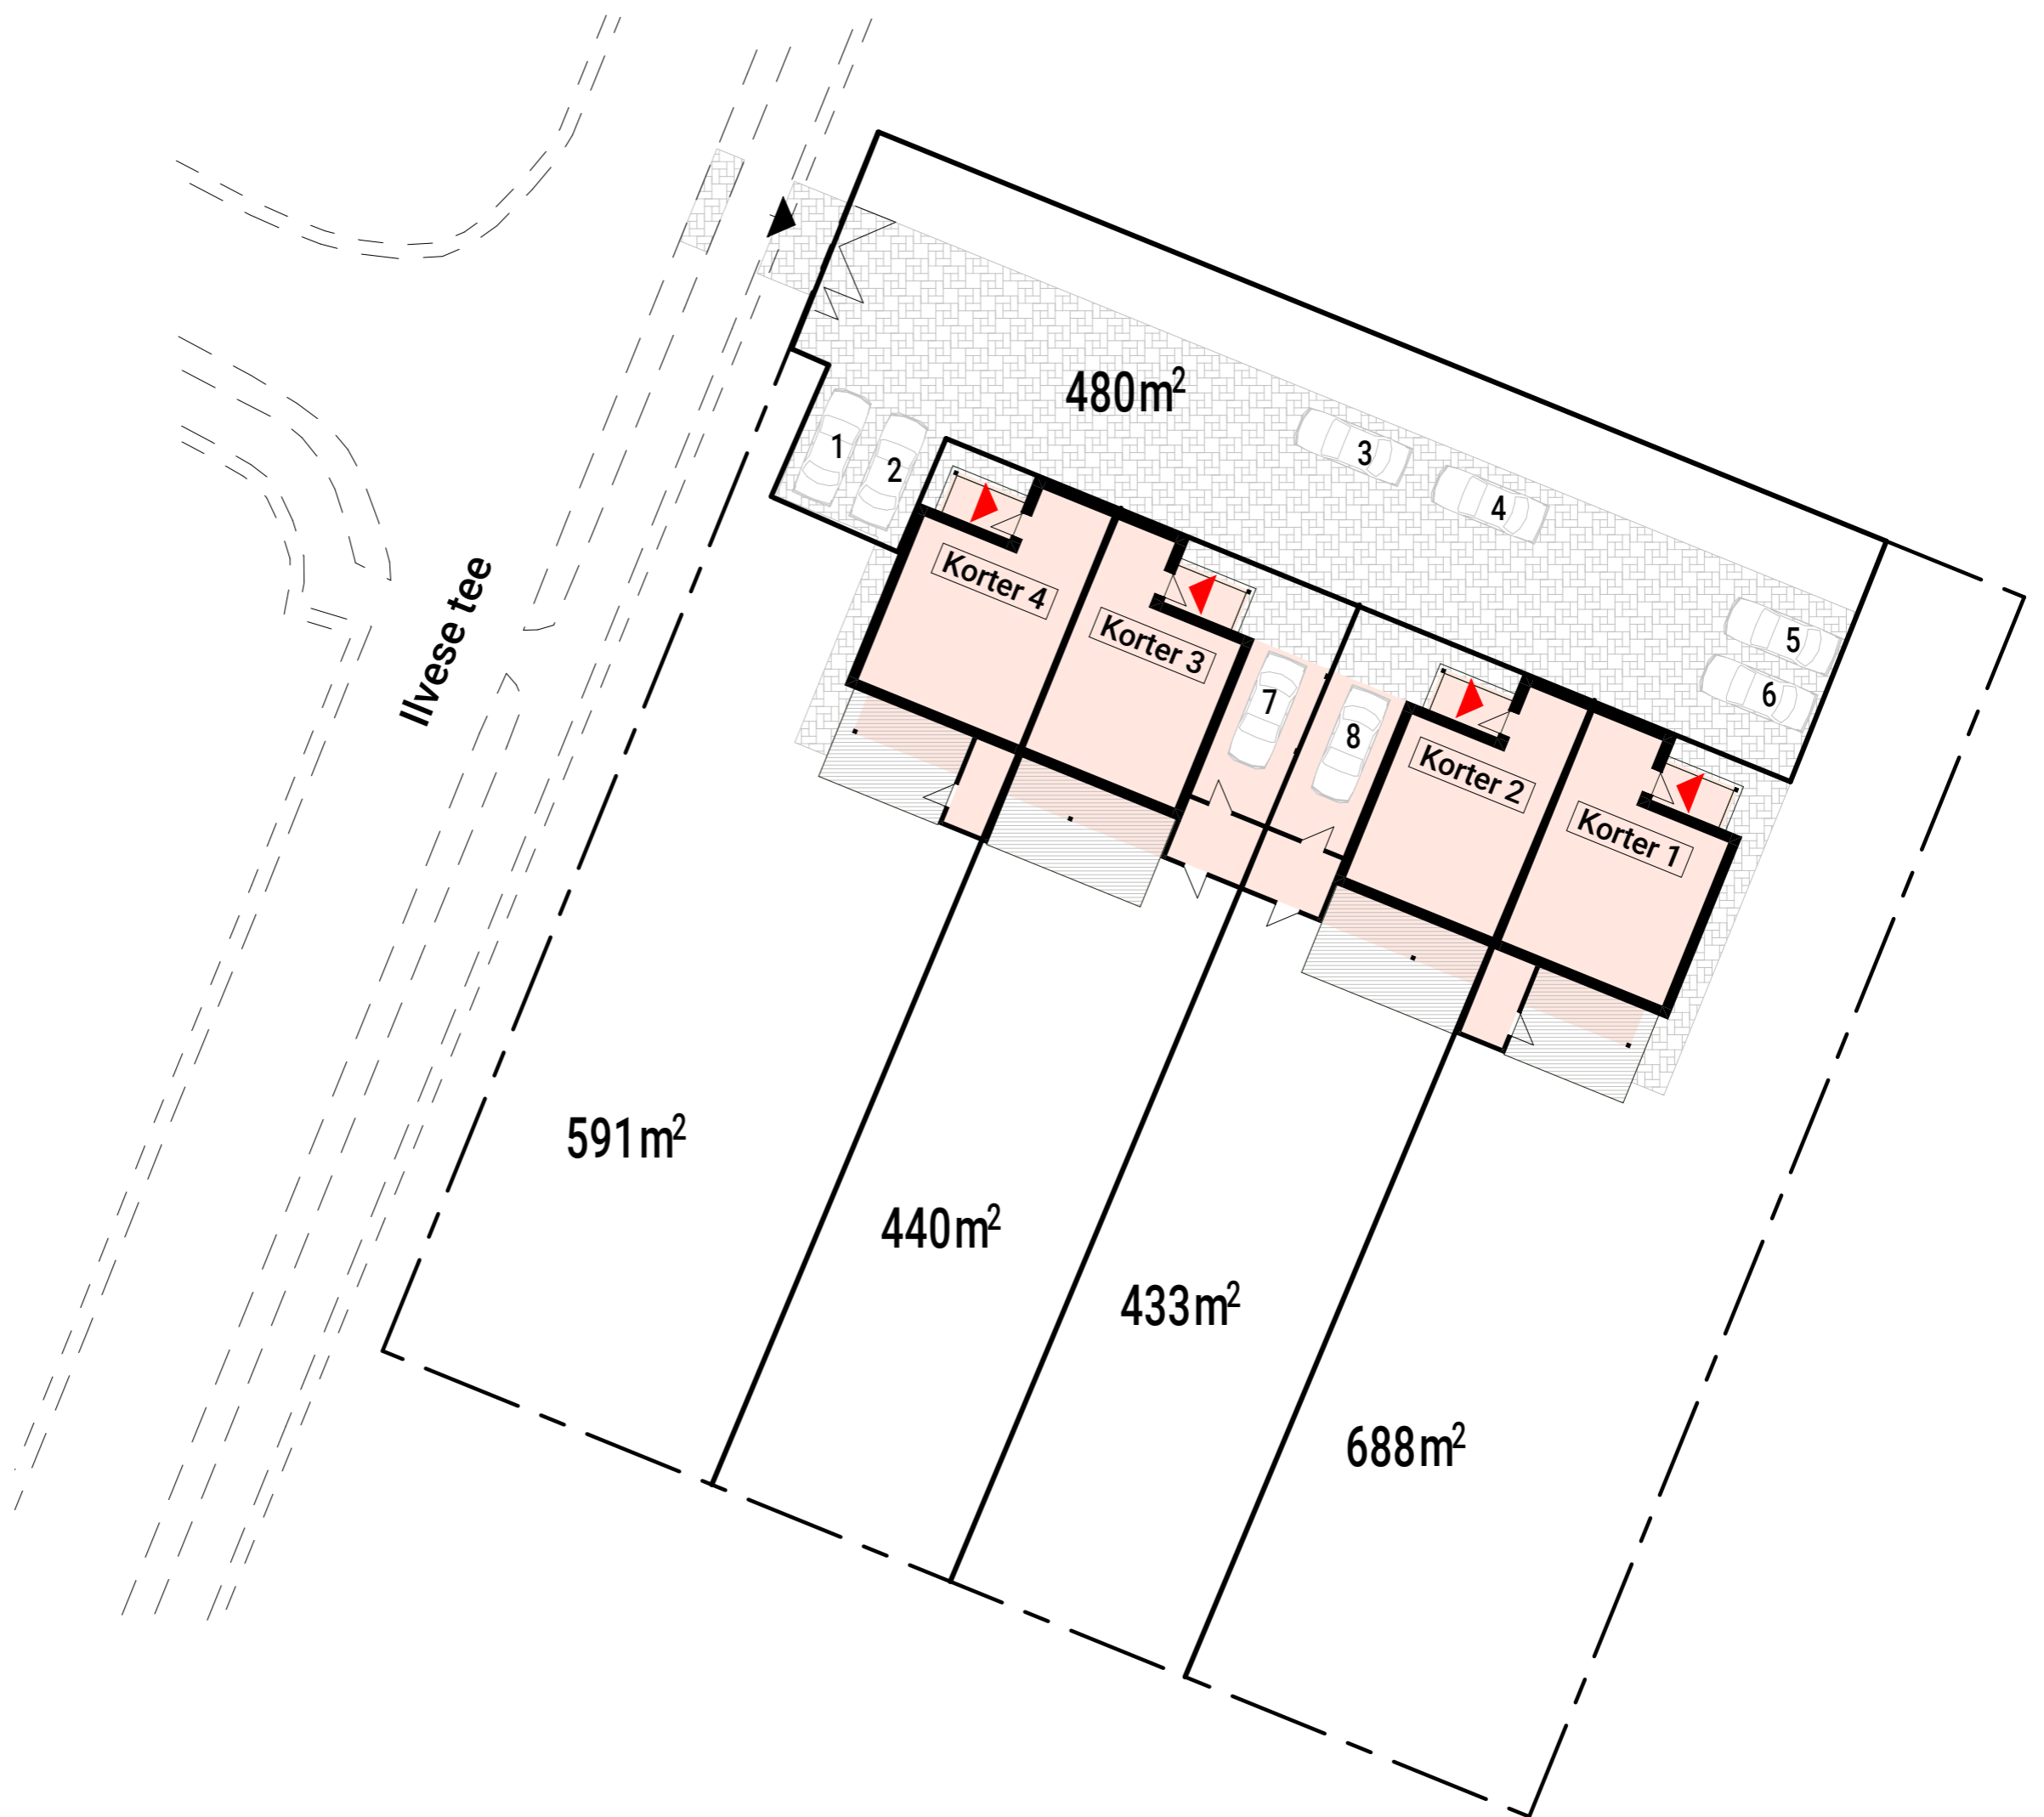 480m²
1
2
3
4
5
6
7
8
Korter 4
Korter 3
Korter 2
Korter 1
Ilvese tee
591m²
440m²
433m²
688m²